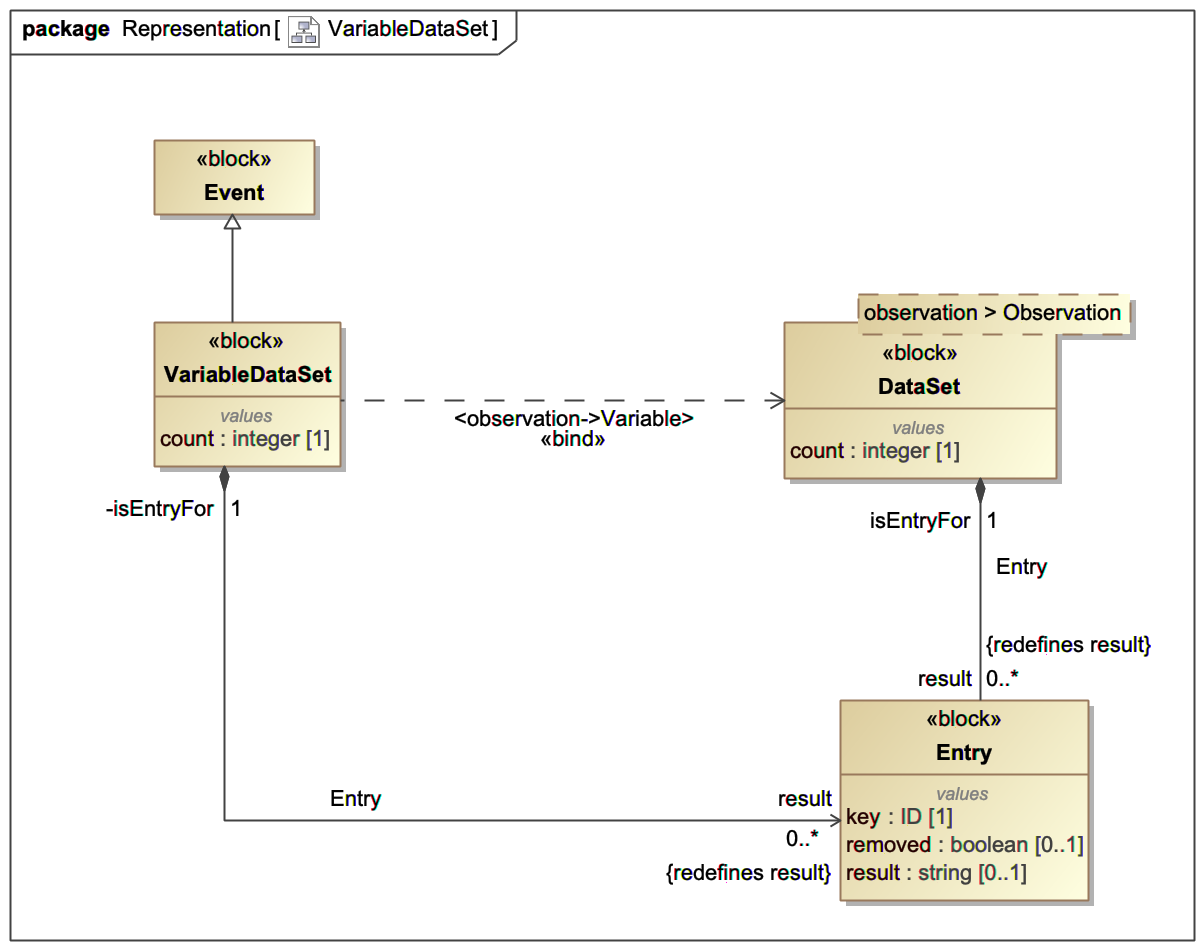 package Representation[ VariableDataSet]
«block»
Event
observation > Observation
«block»
VariableDataSet
values
count : integer [1]
«block»
DataSet
values
count : integer [1]
<observation->Variable>
«bind»
-isEntryFor 1
isEntryFor 1
Entry
{redefines result}
result 0..*
«block»
Entry
values
key : ID [1]
removed : boolean [0..1]
result : string [0..1]
Entry
result
0..*
{redefines result}